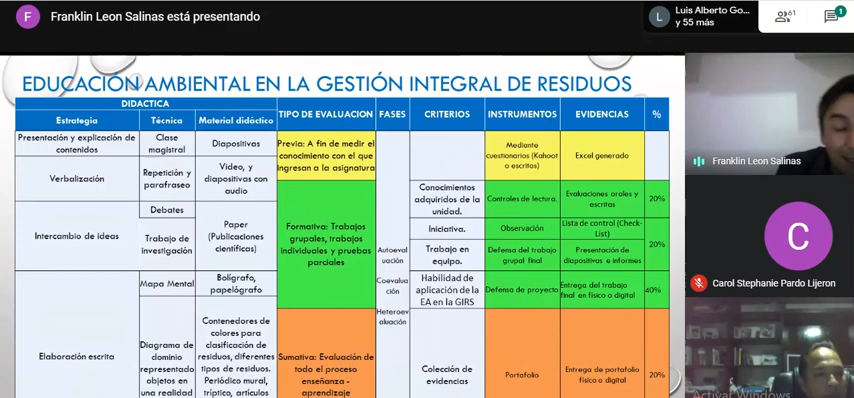 F
Franklin Leon Salinas está presentando
L
Luis Alberto Go...
y 55 más
61
1
EDUCACIÓN AMBIENTAL EN LA GESTIÓN INTEGRAL DE RESIDUOS
DIDACTICA
Estrategia
Técnica
Material didáctico
TIPO DE EVALUACION
FASES
CRITERIOS
INSTRUMENTOS
EVIDENCIAS
%
Presentación y explicación de
contenidos
Clase
magistral
Diapositivas
Previa: A fin de medir el
conocimiento con el que
ingresan a la asignatura
Mediante
cuestionarios (Kahoot
o escritos)
Excel generado
Verbalización
Repetición y
parafraseo
Video, y
diapositivas con
audio
Formativa: Trabajos
grupales, trabajos
individuales y pruebas
parciales
Autoeval
uación
Coevalua
ción
Heteroev
aluación
Conocimientos
adquiridos de la
unidad.
Controles de lectura.
Evaluaciones orales y
escritas
20%
Intercambio de ideas
Debates
Trabajo de
investigación
Paper
(Publicaciones
científicas)
Iniciativa.
Observación
Lista de control (Check-
List)
20%
Trabajo en
equipo.
Defensa del trabajo
grupal final
Presentación de
diapositivas e informes
Elaboración escrita
Mapa Mental
Bolígrafo,
papelógrafo
Habilidad de
aplicación de la
EA en la GIRS
Defensa de proyecto
Entrega del trabajo
final en físico o digital
40%
Diagrama de
dominio
representado
objetos en
una realidad
Contenedores de
colores para
clasificación de
residuos, diferentes
tipos de residuos.
Periódico mural,
tríptico, artículos
Sumativa: Evaluación de
todo el proceso
enseñanza -
aprendizaje
Colección de
evidencias
Portafolio
Entrega de portafolio
físico o digital
20%
Franklin Leon Salinas
C
Carol Stephanie Pardo Lijeron
Activar Windows